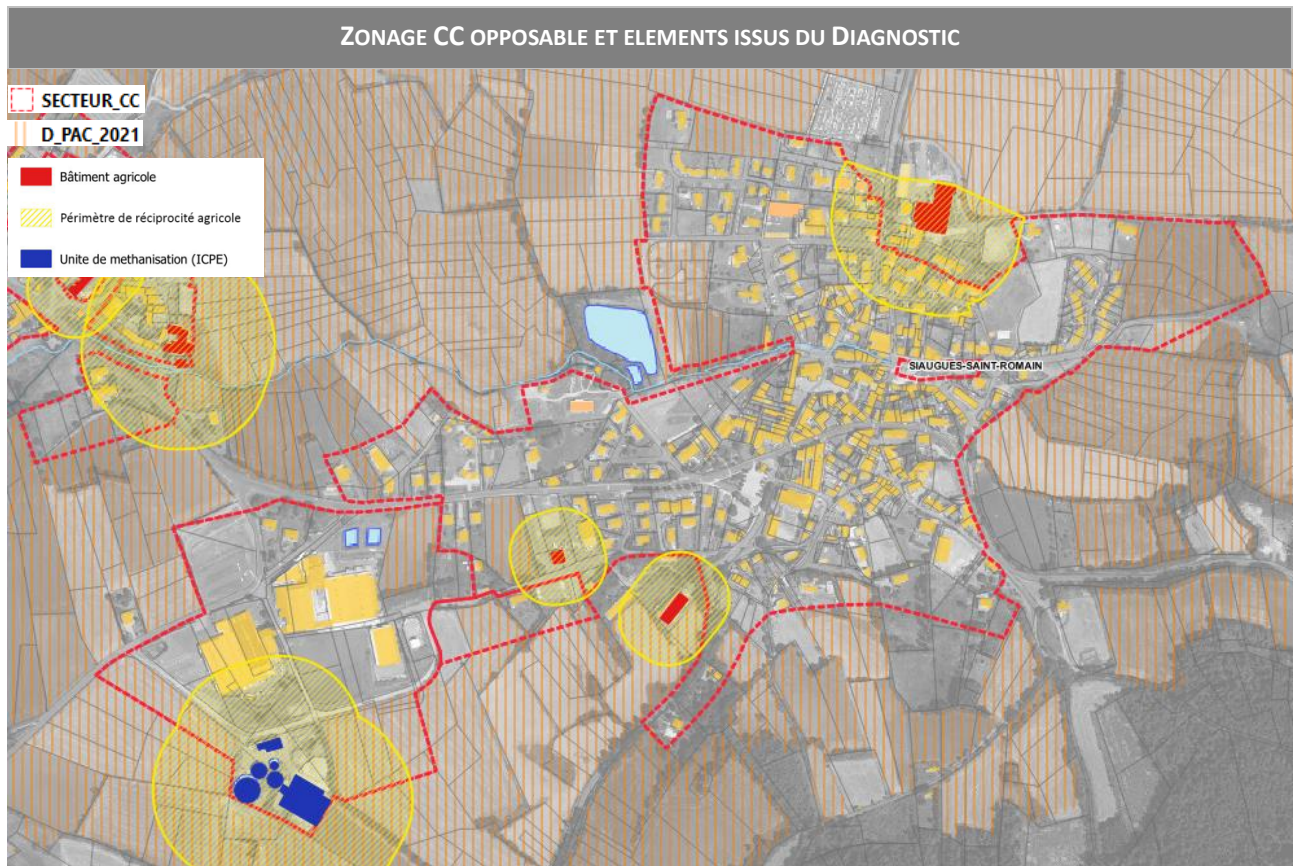 ZONAGE CC OPPOSABLE ET ELEMENTS ISSUS DU DIAGNOSTIC
SECTEUR_CC
D_PAC_2021
Bâtiment agricole
Périmètre de réciprocité agricole
Unite de methanisation (ICPE)
SIAUGUES-SAINT-ROMAIN